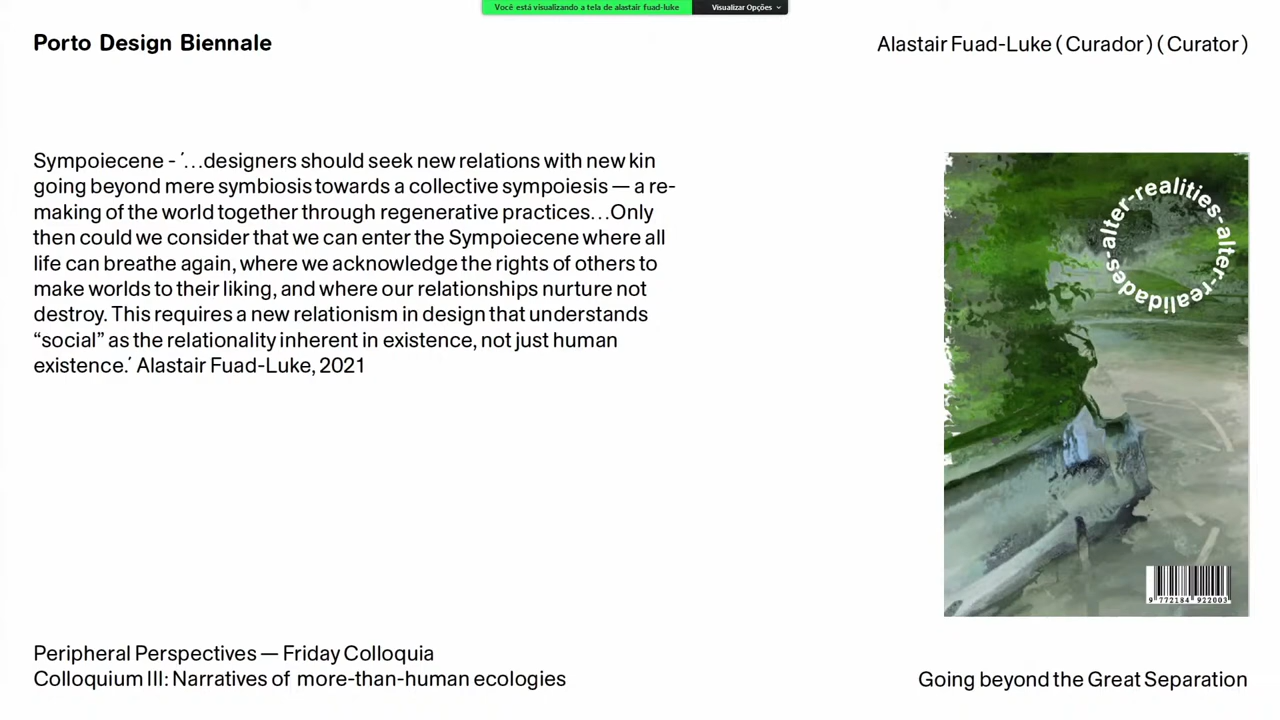 Você está visualizando a tela de alastair fuad-luke
Visualizar Opções
Porto Design Biennale
Alastair Fuad-Luke ( Curador ) ( Curator )
Sympoiecene - ´…designers should seek new relations with new kin
going beyond mere symbiosis towards a collective sympoiesis — a re-
making of the world together through regenerative practices…Only
then could we consider that we can enter the Sympoiecene where all
life can breathe again, where we acknowledge the rights of others to
make worlds to their liking, and where our relationships nurture not
destroy. This requires a new relationism in design that understands
“social” as the relationality inherent in existence, not just human
existence.´ Alastair Fuad-Luke, 2021
alter-realities-alter-realidades-
9 772184 922003
Peripheral Perspectives — Friday Colloquia
Colloquium III: Narratives of more-than-human ecologies
Going beyond the Great Separation